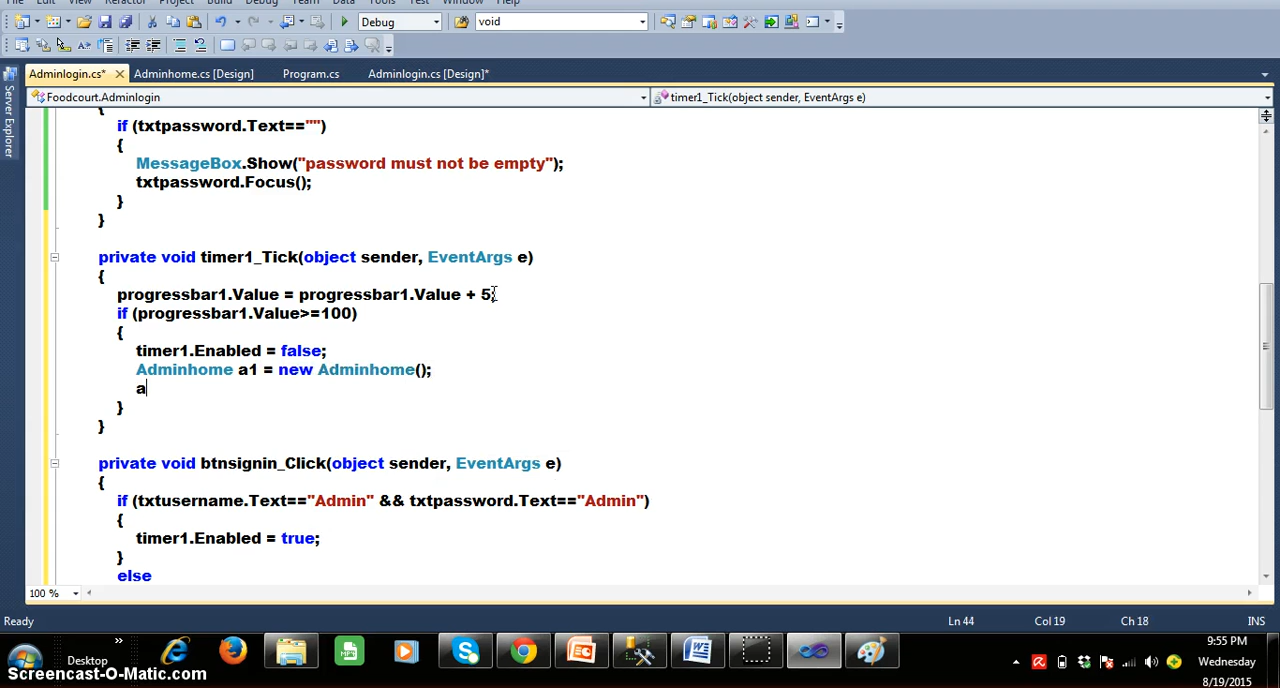 File Edit View Refactor Project Build Debug Team Data Tools Test Window Help
Debug void
Adminlogin.cs* Adminhome.cs [Design] Program.cs Adminlogin.cs [Design]*
Foodcourt.Adminlogin timer1_Tick(object sender, EventArgs e)
Server Explorer
{
if (txtpassword.Text=="")
{
MessageBox.Show("password must not be empty");
txtpassword.Focus();
}
}
private void timer1_Tick(object sender, EventArgs e)
{
progressbar1.Value = progressbar1.Value + 5;
if (progressbar1.Value>=100)
{
timer1.Enabled = false;
Adminhome a1 = new Adminhome();
a
}
}
private void btnsignin_Click(object sender, EventArgs e)
{
if (txtusername.Text=="Admin" && txtpassword.Text=="Admin")
{
timer1.Enabled = true;
}
else
100 %
Ready Ln 44 Col 19 Ch 18 INS
Desktop » 9:55 PM
Wednesday
8/19/2015
Screencast-O-Matic.com